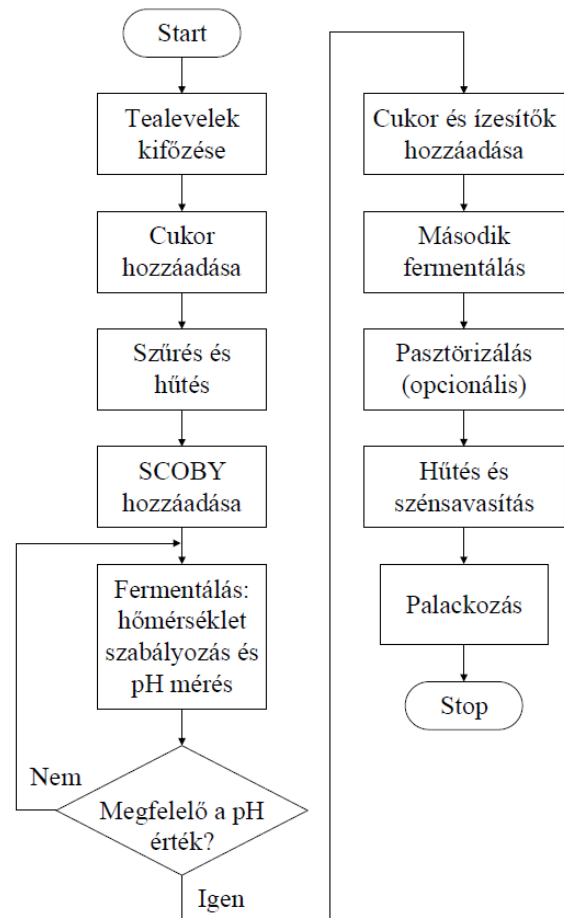 Start
Tealevelek
kifőzése
Cukor
hozzáadása
Szűrés és
hűtés
SCOBY
hozzáadása
Fermentálás:
hőmérséklet
szabályozás és
pH mérés
Nem
Megfelelő a pH
érték?
Igen
Cukor és ízesítők
hozzáadása
Második
fermentálás
Pasztörizálás
(opcionális)
Hűtés és
szénsavasítás
Palackozás
Stop